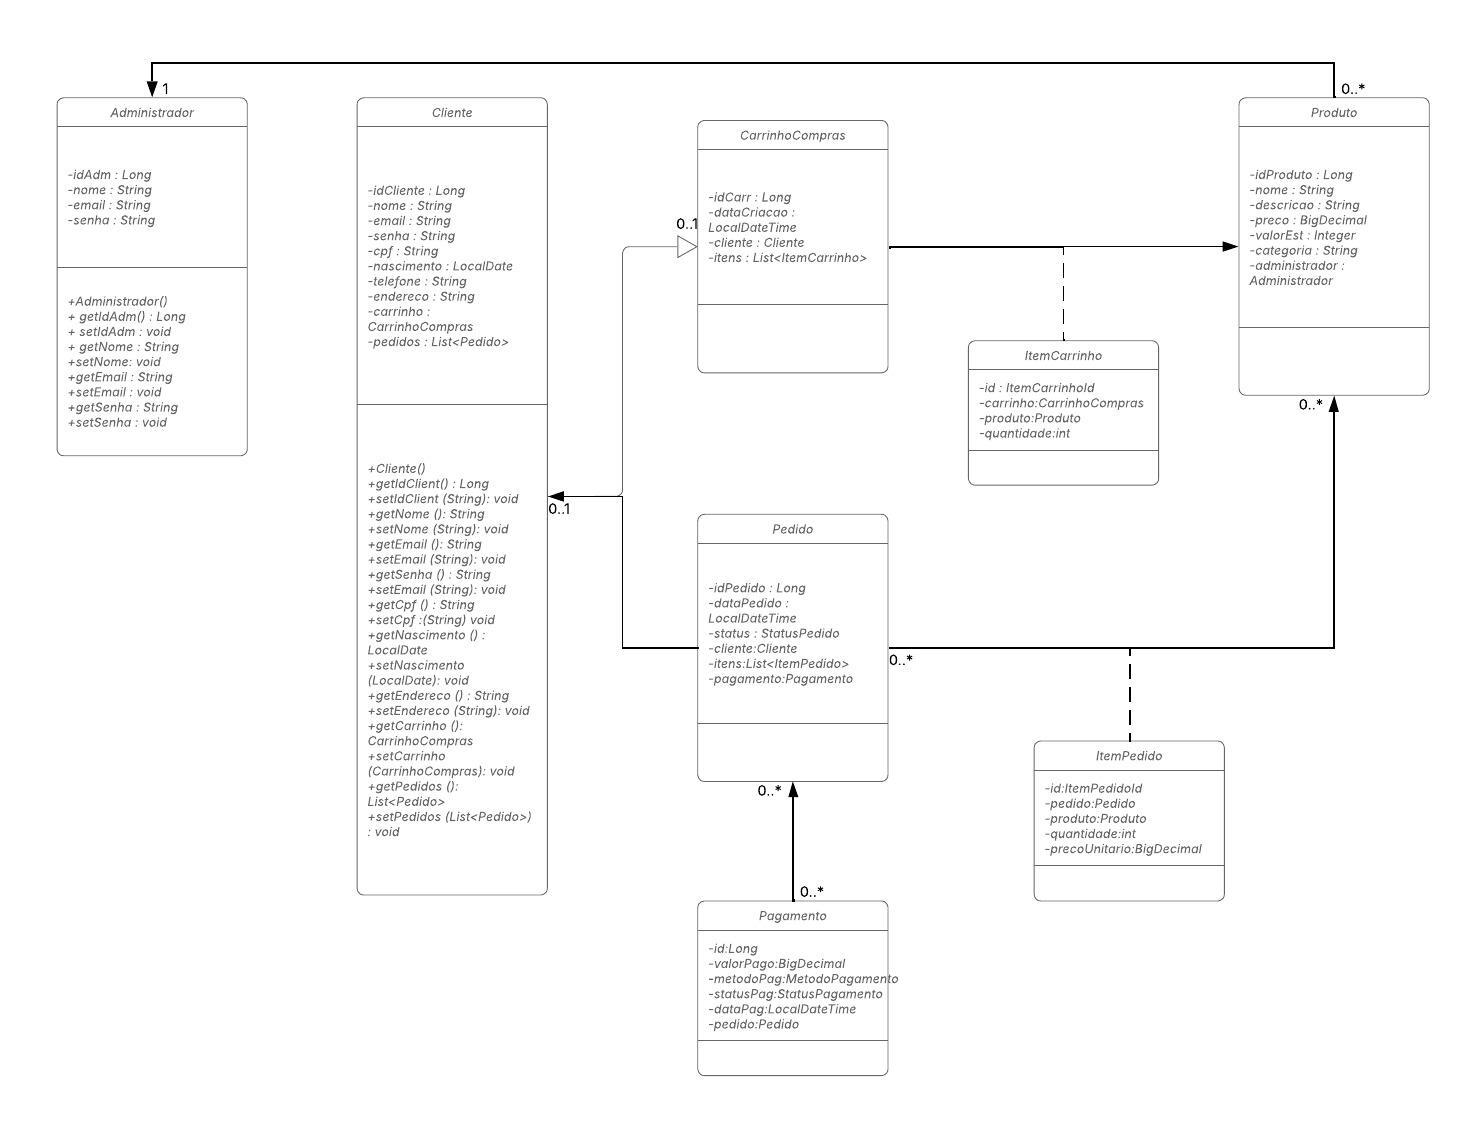 1
0..*
Administrador
-idAdm : Long
-nome : String
-email : String
-senha : String
+Administrador()
+ getIdAdm() : Long
+ setIdAdm : void
+ getNome : String
+setNome: void
+getEmail : String
+setEmail : void
+getSenha : String
+setSenha : void
Cliente
-idCliente : Long
-nome : String
-email : String
-senha : String
-cpf : String
-nascimento : LocalDate
-telefone : String
-endereco : String
-carrinho :
CarrinhoCompras
-pedidos : List<Pedido>
+Cliente()
+getIdClient() : Long
+setIdClient (String): void
+getNome (): String
+setNome (String): void
+getEmail (): String
+setEmail (String): void
+getSenha () : String
+setEmail (String): void
+getCpf () : String
+setCpf :(String) void
+getNascimento () :
LocalDate
+setNascimento
(LocalDate): void
+getEndereco () : String
+setEndereco (String): void
+getCarrinho ():
CarrinhoCompras
+setCarrinho
(CarrinhoCompras): void
+getPedidos ():
List<Pedido>
+setPedidos (List<Pedido>)
: void
0..1
0..1
CarrinhoCompras
-idCarr : Long
-dataCriacao :
LocalDateTime
-cliente : Cliente
-itens : List<ItemCarrinho>
Produto
-idProduto : Long
-nome : String
-descricao : String
-preco : BigDecimal
-valorEst : Integer
-categoria : String
-administrador :
Administrador
0..*
ItemCarrinho
-id : ItemCarrinhoId
-carrinho:CarrinhoCompras
-produto:Produto
-quantidade:int
Pedido
-idPedido : Long
-dataPedido :
LocalDateTime
-status : StatusPedido
-cliente:Cliente
-itens:List<ItemPedido>
-pagamento:Pagamento
0..*
0..*
0..*
ItemPedido
-id:ItemPedidoId
-pedido:Pedido
-produto:Produto
-quantidade:int
-precoUnitario:BigDecimal
Pagamento
-id:Long
-valorPago:BigDecimal
-metodoPag:MetodoPagamento
-statusPag:StatusPagamento
-dataPag:LocalDateTime
-pedido:Pedido